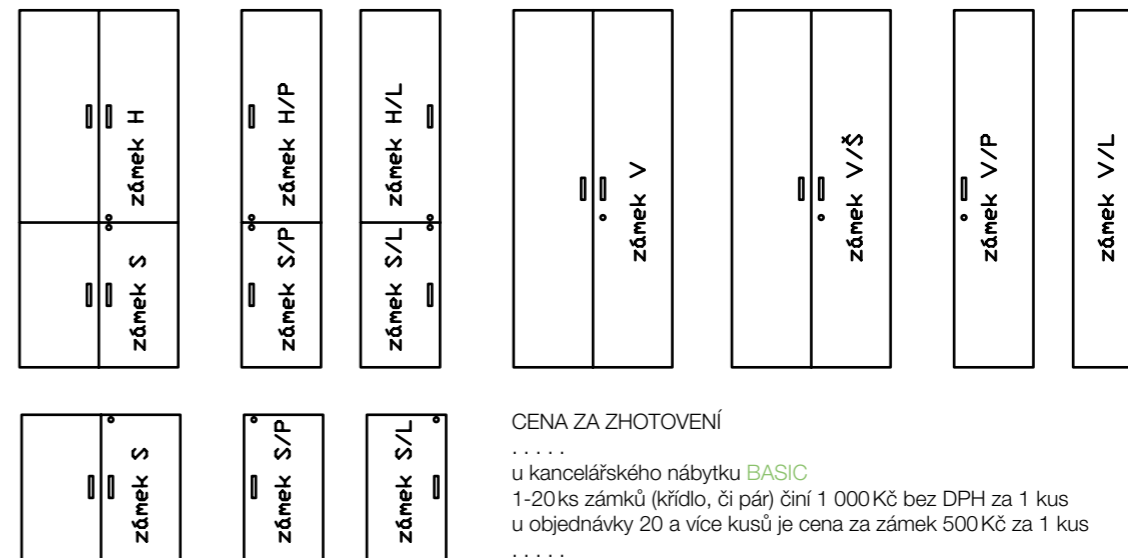 zámek H
zámek H/P
zámek H/L
zámek V
zámek V/Š
zámek V/P
zámek V/L
zámek S
zámek S/P
zámek S/L
zámek S
zámek S/P
zámek S/L
CENA ZA ZHOTOVENÍ
. . . . .
u kancelářského nábytku BASIC
1-20 ks zámků (křídlo, či pár) činí 1 000 Kč bez DPH za 1 kus
u objednávky 20 a více kusů je cena za zámek 500 Kč za 1 kus
. . . . .